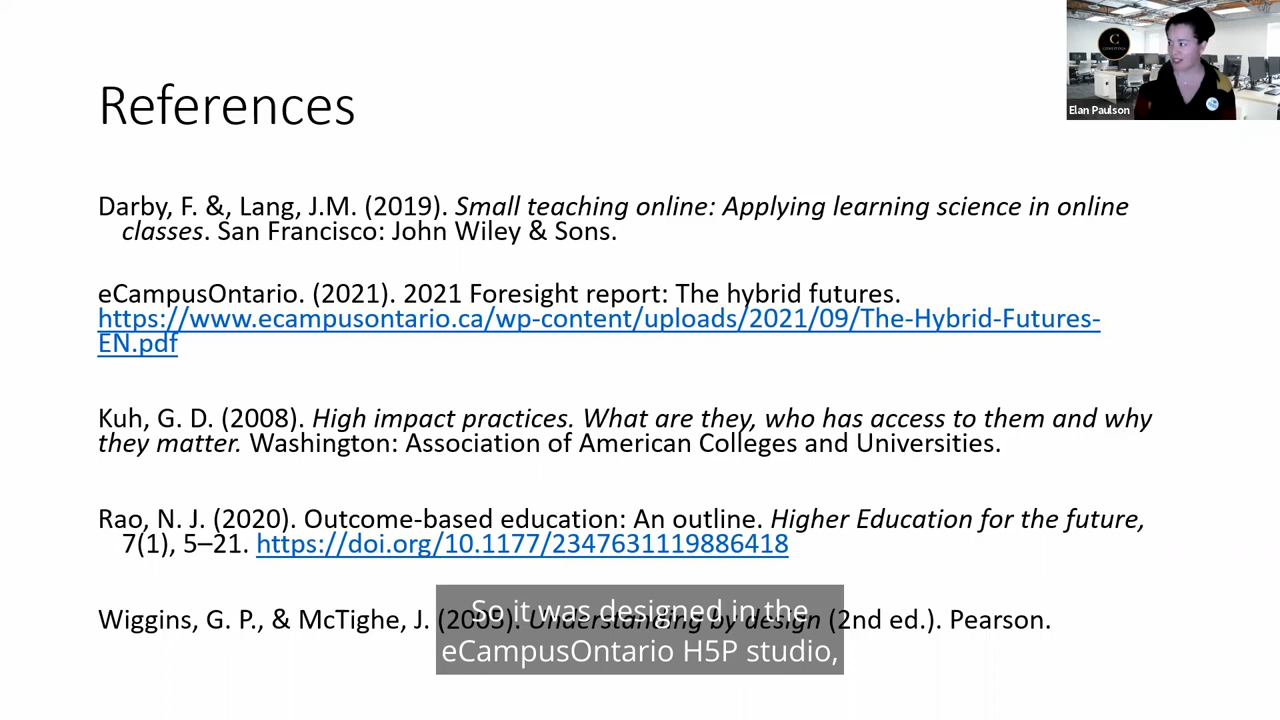 References
Elan Paulson
Darby, F. &, Lang, J.M. (2019). Small teaching online: Applying learning science in online
classes. San Francisco: John Wiley & Sons.
eCampusOntario. (2021). 2021 Foresight report: The hybrid futures.
https://www.ecampusontario.ca/wp-content/uploads/2021/09/The-Hybrid-Futures-
EN.pdf
Kuh, G. D. (2008). High impact practices. What are they, who has access to them and why
they matter. Washington: Association of American Colleges and Universities.
Rao, N. J. (2020). Outcome-based education: An outline. Higher Education for the future,
7(1), 5–21. https://doi.org/10.1177/2347631119886418
Wiggins, G. P., & McTighe, J. (2005). Understanding by design (2nd ed.). Pearson.
So it was designed in the
eCampusOntario H5P studio,